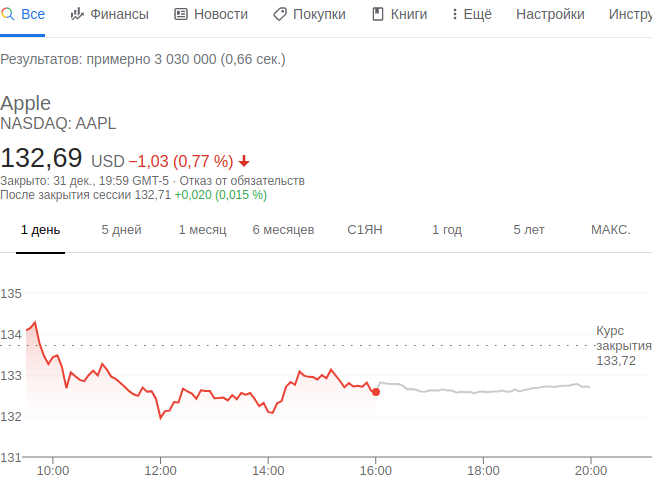 Все Финансы Новости Покупки Книги Ещё Настройки Инстру
Результатов: примерно 3 030 000 (0,66 сек.)
Apple
NASDAQ: AAPL
132,69 USD −1,03 (0,77 %)
Закрыто: 31 дек., 19:59 GMT-5 · Отказ от обязательств
После закрытия сессии 132,71 +0,020 (0,015 %)
1 день 5 дней 1 месяц 6 месяцев С1ЯН 1 год 5 лет МАКС.
135
134
Курс
закрытия
133,72
133
132
131
10:00 12:00 14:00 16:00 18:00 20:00